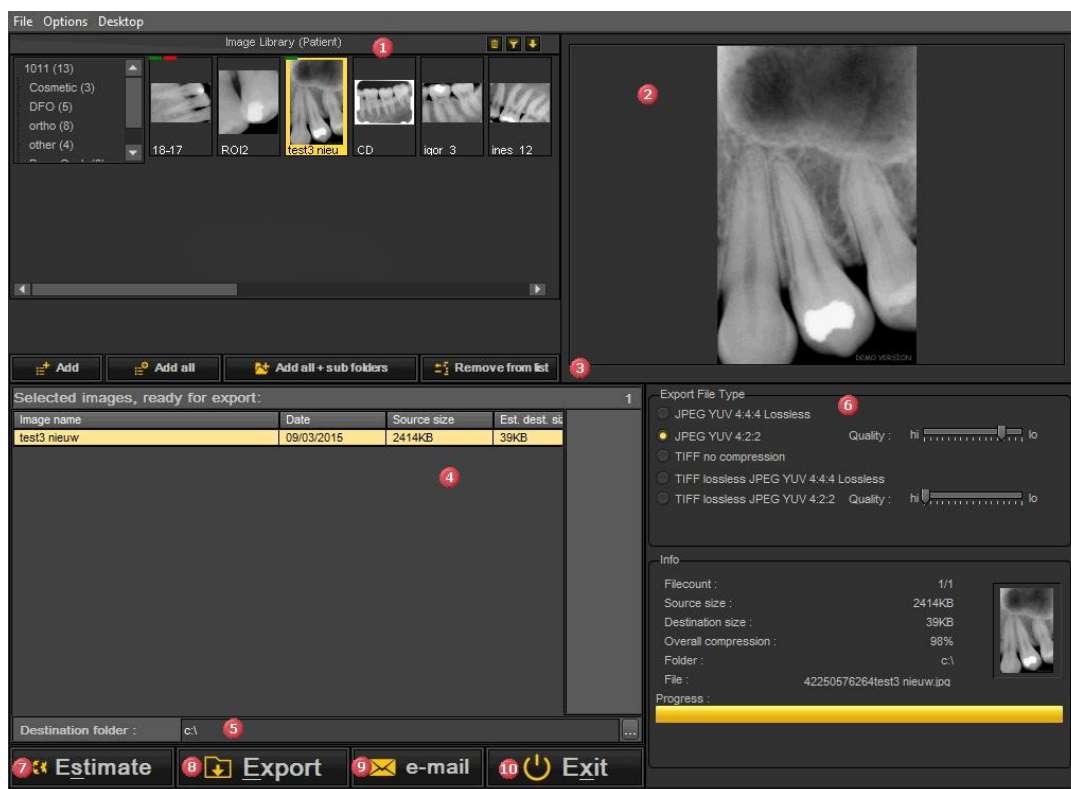 File Options Desktop
Image Library (Patient)
1
1011 (13)
Cosmetic (3)
DFO (5)
ortho (8)
other (4)
18-17
ROI2
test3 nieu
CD
igor 3
ines 12
2
DEMO VERSION
Add
Add all
Add all + sub folders
Remove from list
3
Selected images, ready for export: 1
Image name Date Source size Est. dest. si
test3 nieuw 09/03/2015 2414KB 39KB
4
Destination folder : c:\ 5 ...
7 Estimate
8 Export
9 e-mail
10 Exit
Export File Type
6
JPEG YUV 4:4:4 Lossless
JPEG YUV 4:2:2 Quality : hi lo
TIFF no compression
TIFF lossless JPEG YUV 4:4:4 Lossless
TIFF lossless JPEG YUV 4:2:2 Quality : hi lo
Info
Filecount : 1/1
Source size : 2414KB
Destination size : 39KB
Overall compression : 98%
Folder : c:\
File : 42250576264test3 nieuw.jpg
Progress :